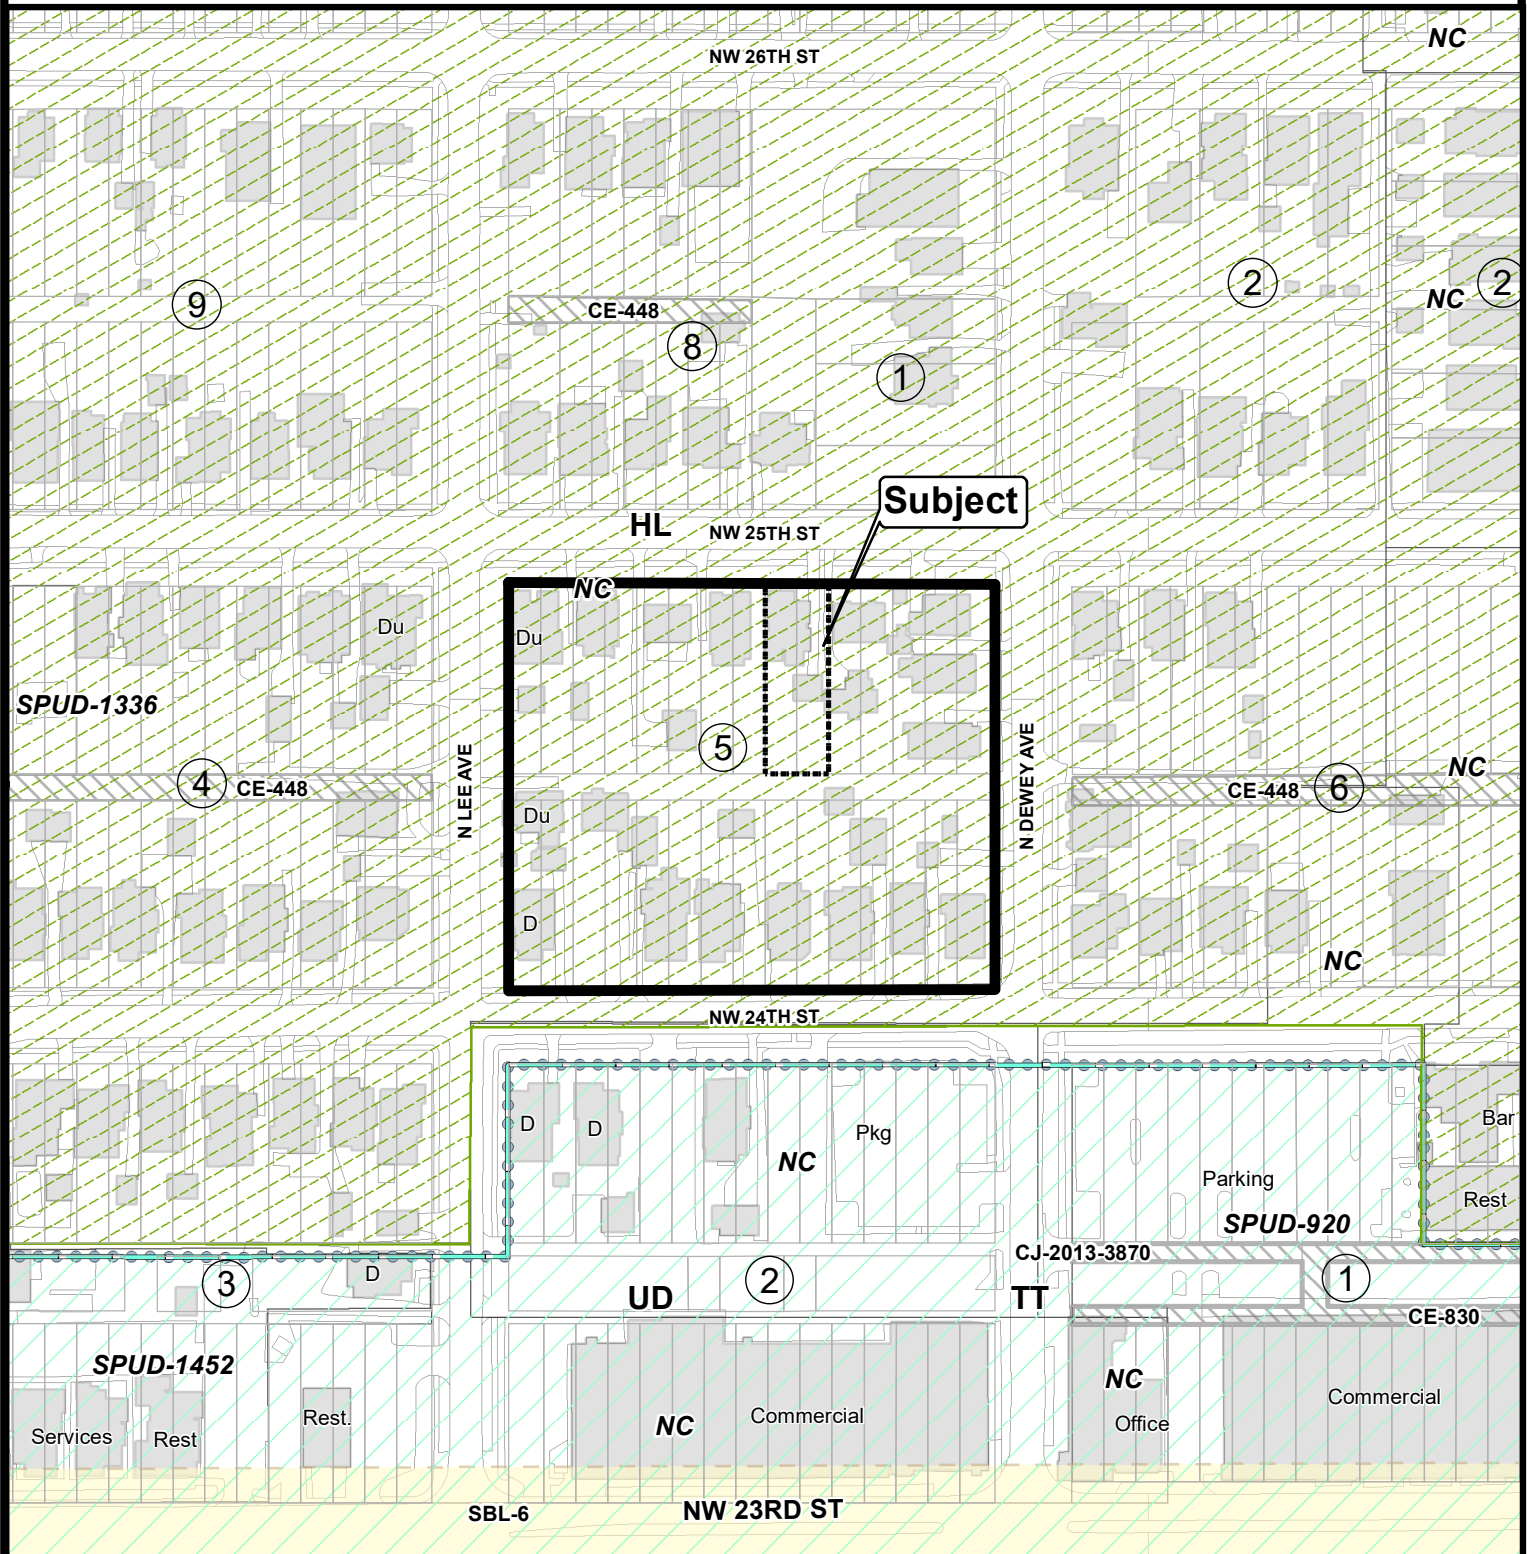 NC
NW 26TH ST
9
CE-448
8
1
2
NC
2
Subject
HL
NW 25TH ST
NC
Du
Du
SPUD-1336
5
N LEE AVE
N DEWEY AVE
4
CE-448
CE-448
6
NC
Du
D
NC
NW 24TH ST
D
D
Pkg
NC
Bar
Parking
Rest
SPUD-920
CJ-2013-3870
3
D
2
UD
TT
1
CE-830
SPUD-1452
NC
Commercial
Rest.
Commercial
NC
Office
Services
Rest
SBL-6
NW 23RD ST